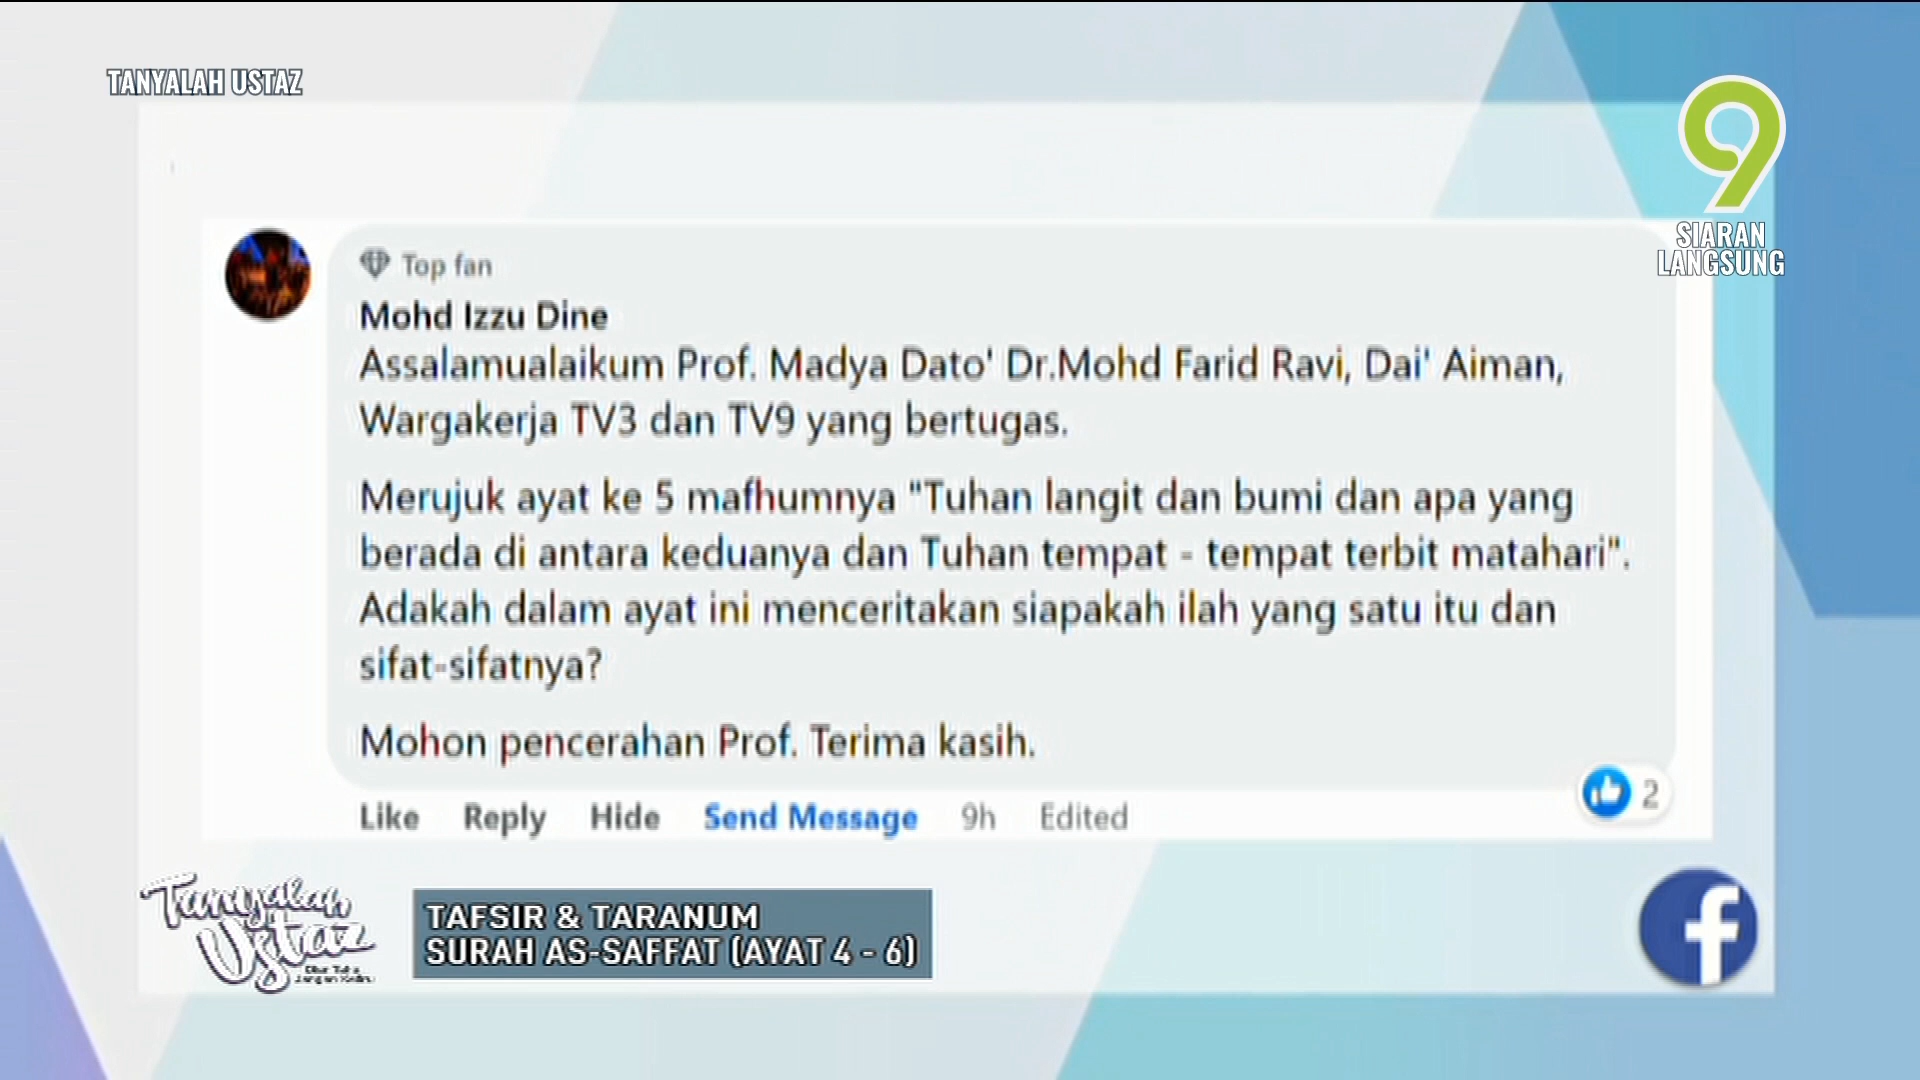 TANYALAH USTAZ
9
SIARAN
LANGSUNG
Top fan
Mohd Izzu Dine
Assalamualaikum Prof. Madya Dato' Dr.Mohd Farid Ravi, Dai' Aiman,
Wargakerja TV3 dan TV9 yang bertugas.
Merujuk ayat ke 5 mafhumnya "Tuhan langit dan bumi dan apa yang
berada di antara keduanya dan Tuhan tempat - tempat terbit matahari".
Adakah dalam ayat ini menceritakan siapakah ilah yang satu itu dan
sifat-sifatnya?
Mohon pencerahan Prof. Terima kasih.
2
Like Reply Hide Send Message 9h Edited
Tanyalah
Ustaz
TAFSIR & TARANUM
SURAH AS-SAFFAT (AYAT 4 - 6)
f